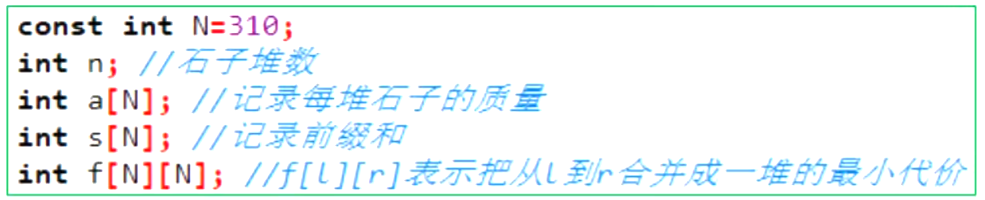 const int N=310;
int n; //石子堆数
int a[N]; //记录每堆石子的质量
int s[N]; //记录前缀和
int f[N][N]; //f[l][r]表示把从l到r合并成一堆的最小代价